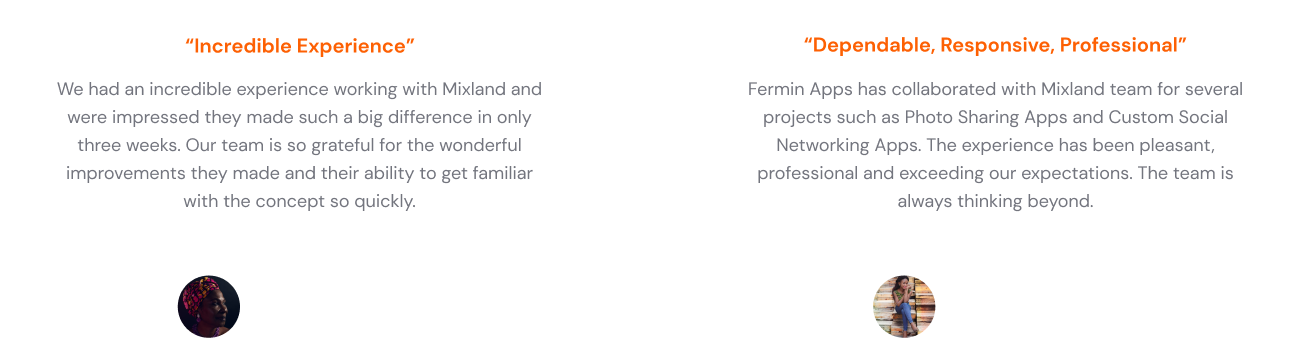 “Incredible Experience”
We had an incredible experience working with Mixland and
were impressed they made such a big difference in only
three weeks. Our team is so grateful for the wonderful
improvements they made and their ability to get familiar
with the concept so quickly.
“Dependable, Responsive, Professional”
Fermin Apps has collaborated with Mixland team for several
projects such as Photo Sharing Apps and Custom Social
Networking Apps. The experience has been pleasant,
professional and exceeding our expectations. The team is
always thinking beyond.